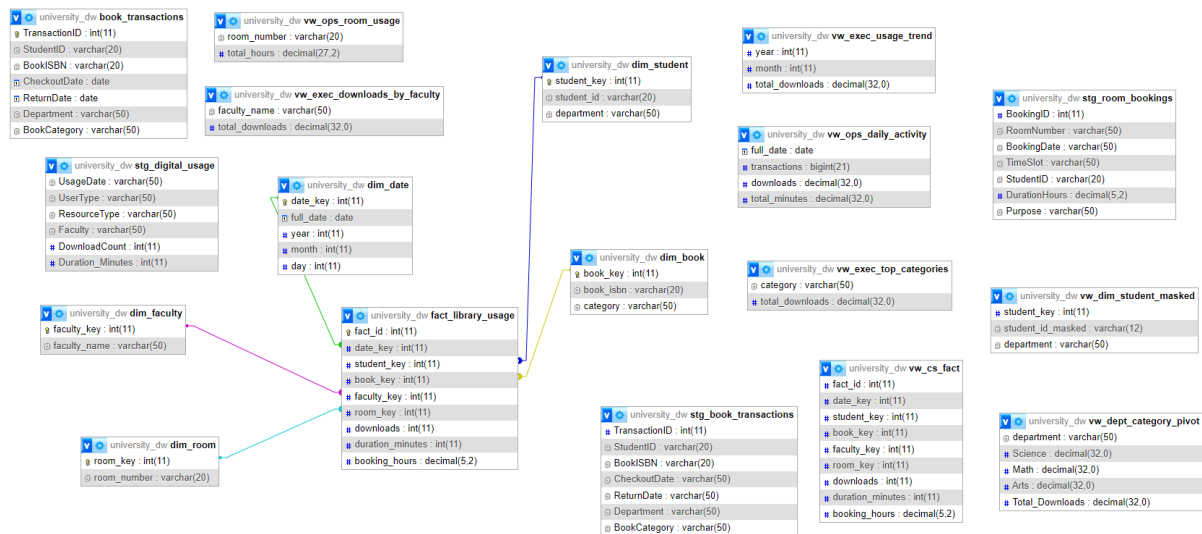 university_dw book_transactions
TransactionID : int(11)
StudentID : varchar(20)
BookISBN : varchar(20)
CheckoutDate : date
ReturnDate : date
Department : varchar(50)
BookCategory : varchar(50)
university_dw vw_ops_room_usage
room_number : varchar(20)
total_hours : decimal(27,2)
university_dw vw_exec_downloads_by_faculty
faculty_name : varchar(50)
total_downloads : decimal(32,0)
university_dw dim_student
student_key : int(11)
student_id : varchar(20)
department : varchar(50)
university_dw vw_exec_usage_trend
year : int(11)
month : int(11)
total_downloads : decimal(32,0)
university_dw stg_room_bookings
BookingID : int(11)
RoomNumber : varchar(50)
BookingDate : varchar(50)
TimeSlot : varchar(50)
StudentID : varchar(20)
DurationHours : decimal(5,2)
Purpose : varchar(50)
university_dw vw_ops_daily_activity
full_date : date
transactions : bigint(21)
downloads : decimal(32,0)
total_minutes : decimal(32,0)
university_dw stg_digital_usage
UsageDate : varchar(50)
UserType : varchar(50)
ResourceType : varchar(50)
Faculty : varchar(50)
DownloadCount : int(11)
Duration_Minutes : int(11)
university_dw dim_date
date_key : int(11)
full_date : date
year : int(11)
month : int(11)
day : int(11)
university_dw dim_book
book_key : int(11)
book_isbn : varchar(20)
category : varchar(50)
university_dw vw_exec_top_categories
category : varchar(50)
total_downloads : decimal(32,0)
university_dw vw_dim_student_masked
student_key : int(11)
student_id_masked : varchar(12)
department : varchar(50)
university_dw dim_faculty
faculty_key : int(11)
faculty_name : varchar(50)
university_dw fact_library_usage
fact_id : int(11)
date_key : int(11)
student_key : int(11)
book_key : int(11)
faculty_key : int(11)
room_key : int(11)
downloads : int(11)
duration_minutes : int(11)
booking_hours : decimal(5,2)
university_dw vw_cs_fact
fact_id : int(11)
date_key : int(11)
student_key : int(11)
book_key : int(11)
faculty_key : int(11)
room_key : int(11)
downloads : int(11)
duration_minutes : int(11)
booking_hours : decimal(5,2)
university_dw dim_room
room_key : int(11)
room_number : varchar(20)
university_dw stg_book_transactions
TransactionID : int(11)
StudentID : varchar(20)
BookISBN : varchar(20)
CheckoutDate : varchar(50)
ReturnDate : varchar(50)
Department : varchar(50)
BookCategory : varchar(50)
university_dw vw_dept_category_pivot
department : varchar(50)
Science : decimal(32,0)
Math : decimal(32,0)
Arts : decimal(32,0)
Total_Downloads : decimal(32,0)